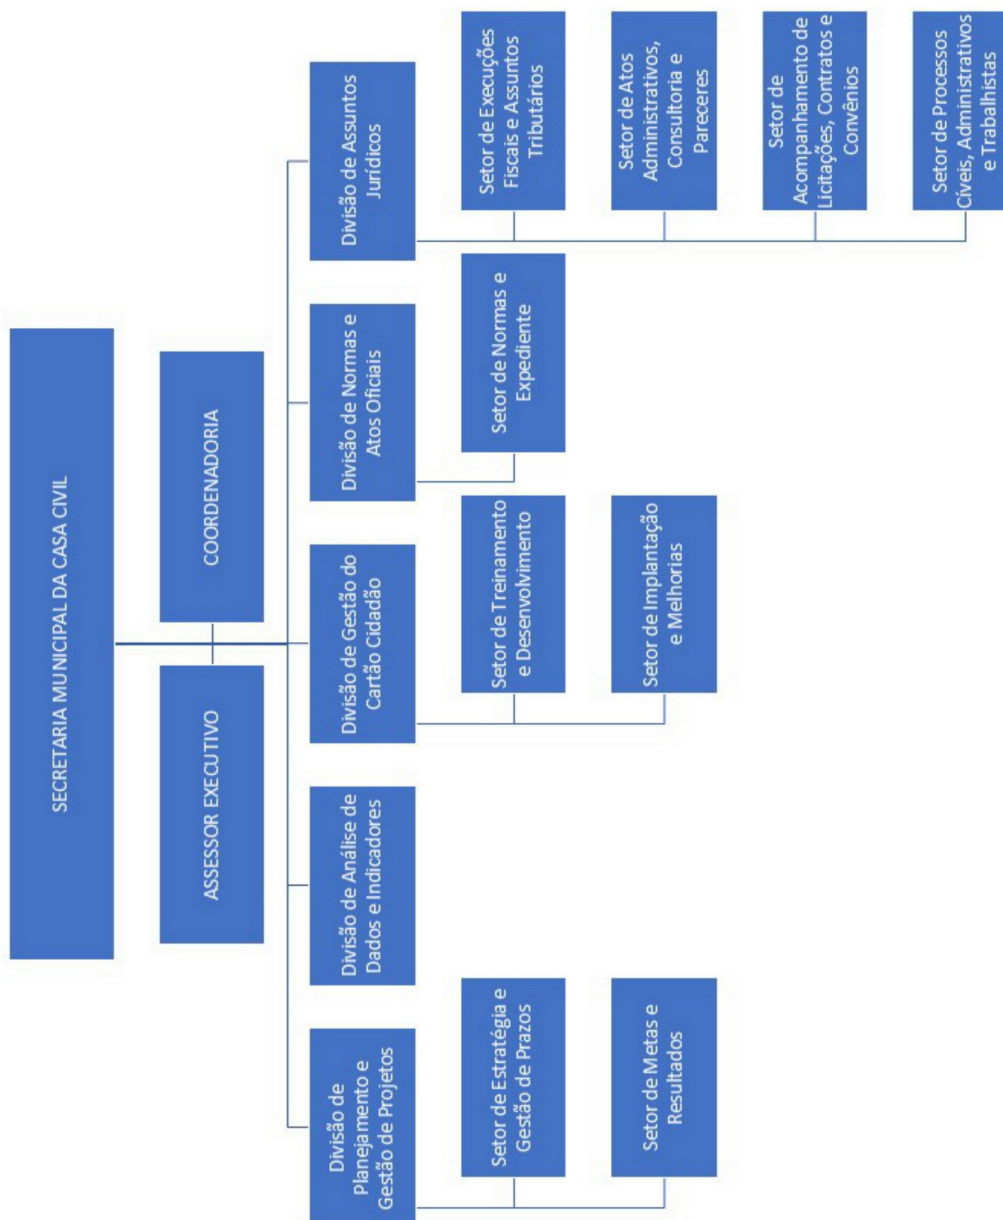 SECRETARIA MUNICIPAL DA CASA CIVIL
ASSESSOR EXECUTIVO
COORDENADORIA
Divisão de
Planejamento e
Gestão de Projetos
Divisão de Análise de
Dados e Indicadores
Divisão de Gestão do
Cartão Cidadão
Divisão de Normas e
Atos Oficiais
Divisão de Assuntos
Jurídicos
Setor de Estratégia e
Gestão de Prazos
Setor de Metas e
Resultados
Setor de Treinamento
e Desenvolvimento
Setor de Implantação
e Melhorias
Setor de Normas e
Expediente
Setor de Execuções
Fiscais e Assuntos
Tributários
Setor de Atos
Administrativos,
Consultoria e
Pareceres
Setor de
Acompanhamento de
Licitações, Contratos e
Convênios
Setor de Processos
Cíveis, Administrativos
e Trabalhistas